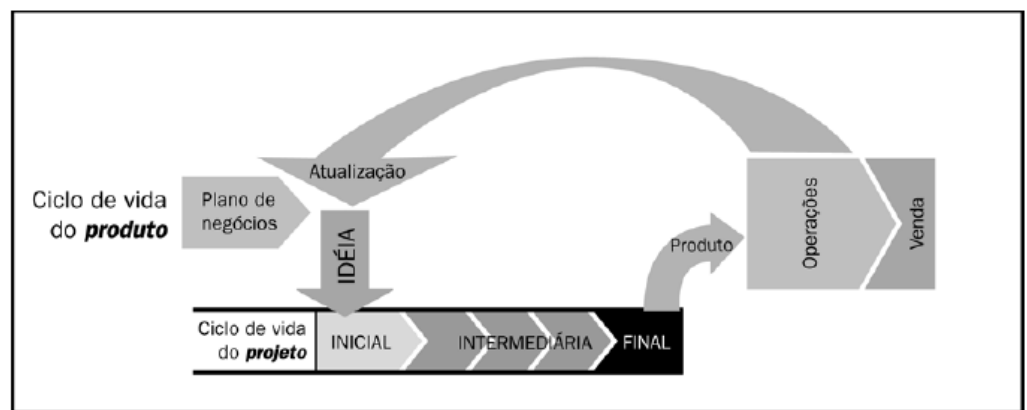 Atualização
Ciclo de vida
do produto
Plano de
negócios
IDÉIA
Produto
Operações
Venda
Ciclo de vida
do projeto
INICIAL
INTERMEDIÁRIA
FINAL